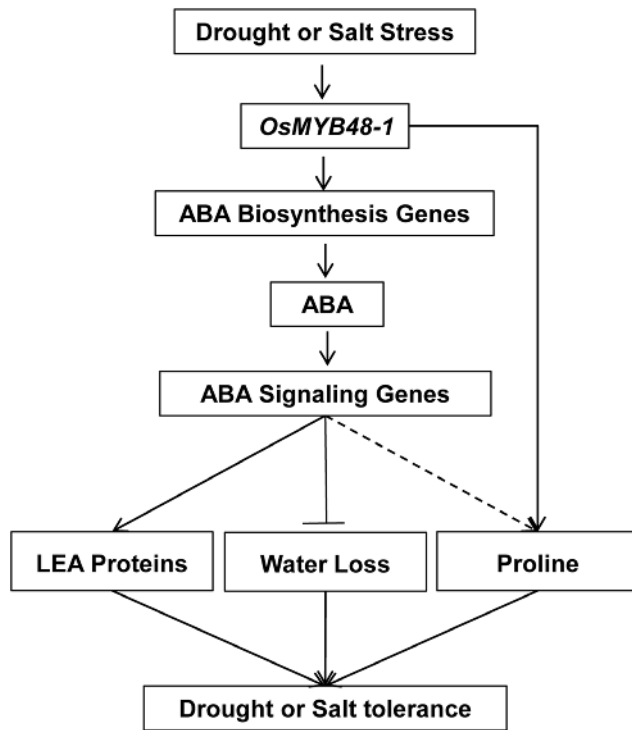 Drought or Salt Stress
OsMYB48-1
ABA Biosynthesis Genes
ABA
ABA Signaling Genes
LEA Proteins
Water Loss
Proline
Drought or Salt tolerance